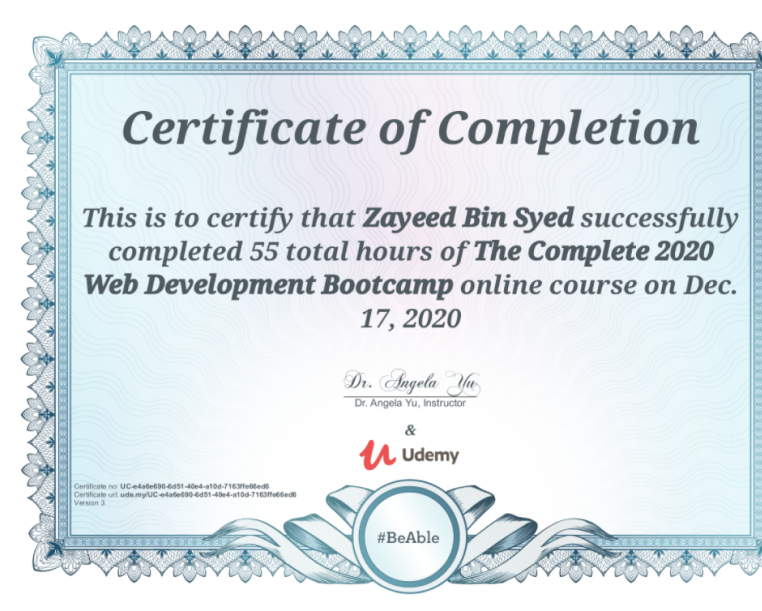 Certificate of Completion
This is to certify that Zayeed Bin Syed successfully
completed 55 total hours of The Complete 2020
Web Development Bootcamp online course on Dec.
17, 2020
Dr. Angela Yu
Dr. Angela Yu, Instructor
&
Udemy
Certificate no: UC-e4a6e690-6d51-40e4-a10d-7163ffe66ed6
Certificate url: ude.my/UC-e4a6e690-6d51-40e4-a10d-7163ffe66ed6
Version 3
#BeAble